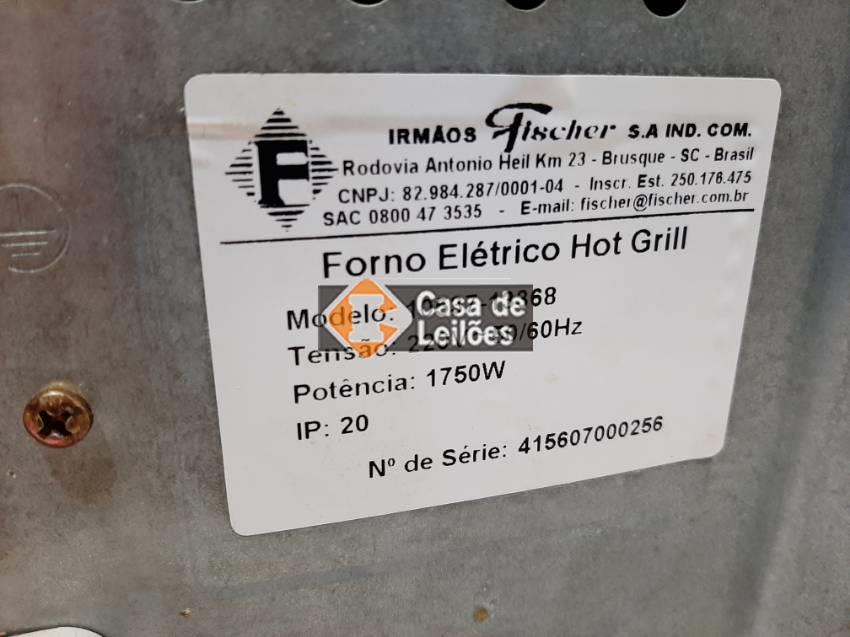 F
IRMÃOS Fischer S.A IND. COM.
Rodovia Antonio Heil Km 23 - Brusque - SC - Brasil
CNPJ: 82.984.287/0001-04 - Inscr. Est. 250.176.475
SAC 0800 47 3535 - E-mail: fischer@fischer.com.br
Forno Elétrico Hot Grill
Modelo:
Casa de
Leilões
Tensão: /60Hz
Potência: 1750W
IP: 20
Nº de Série: 415607000256